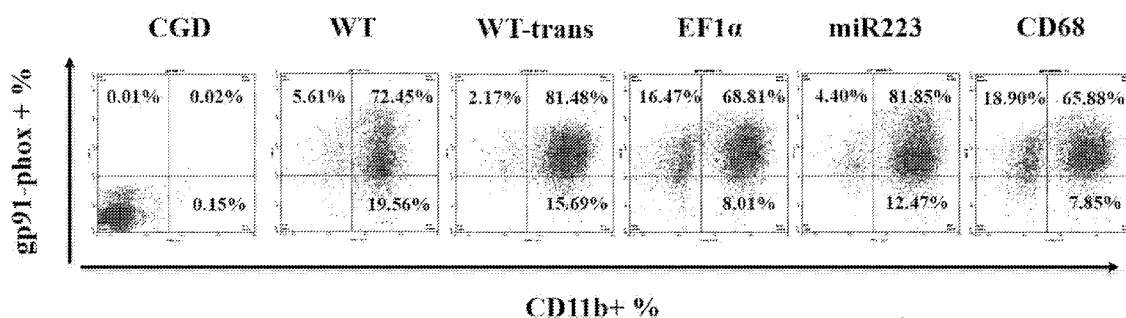 CGD WT WT-trans EF1α miR223 CD68
0.01% 0.02% 5.61% 72.45% 2.17% 81.48% 16.47% 68.81% 4.40% 81.85% 18.90% 65.88%
0.15% 19.56% 15.69% 8.01% 12.47% 7.85%
gp91-phox + %
CD11b+ %